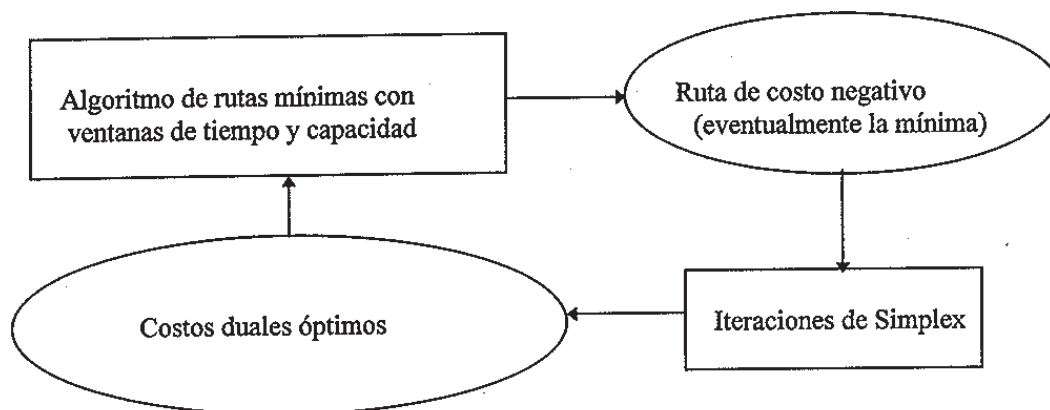 Algoritmo de rutas mínimas con
ventanas de tiempo y capacidad
Ruta de costo negativo
(eventualmente la mínima)
Iteraciones de Simplex
Costos duales óptimos